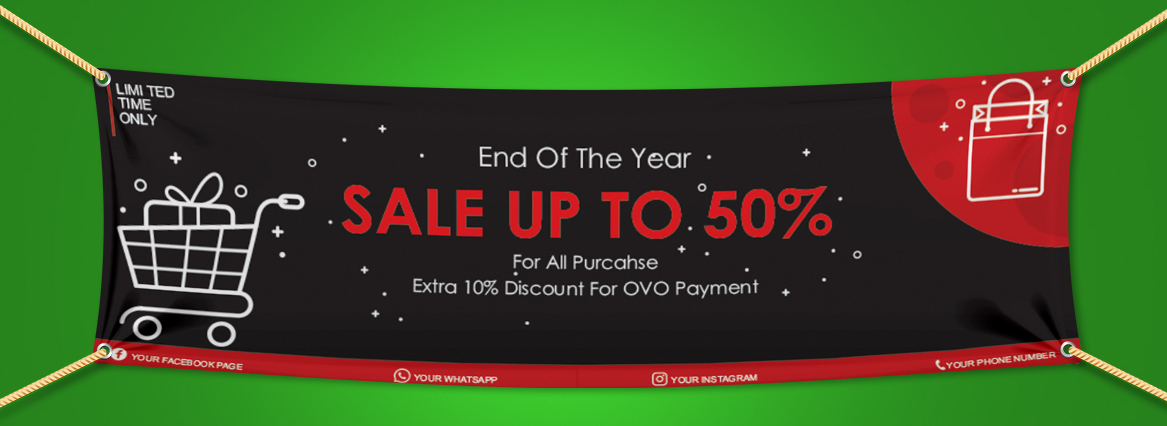 LIMI TED
TIME
ONLY
End Of The Year
SALE UP TO 50%
For All Purcahse
Extra 10% Discount For OVO Payment
YOUR FACEBOOK PAGE
YOUR WHATSAPP
YOUR INSTAGRAM
YOUR PHONE NUMBER